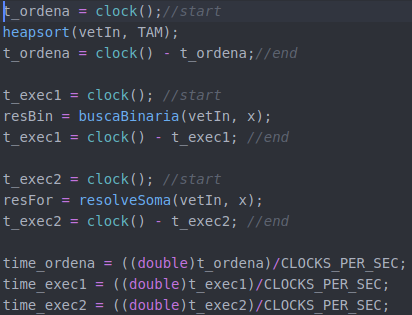 t_ordena = clock();//start
heapsort(vetIn, TAM);
t_ordena = clock() - t_ordena;//end
t_exec1 = clock(); //start
resBin = buscaBinaria(vetIn, x);
t_exec1 = clock() - t_exec1; //end
t_exec2 = clock(); //start
resFor = resolveSoma(vetIn, x);
t_exec2 = clock() - t_exec2; //end
time_ordena = ((double)t_ordena)/CLOCKS_PER_SEC;
time_exec1 = ((double)t_exec1)/CLOCKS_PER_SEC;
time_exec2 = ((double)t_exec2)/CLOCKS_PER_SEC;